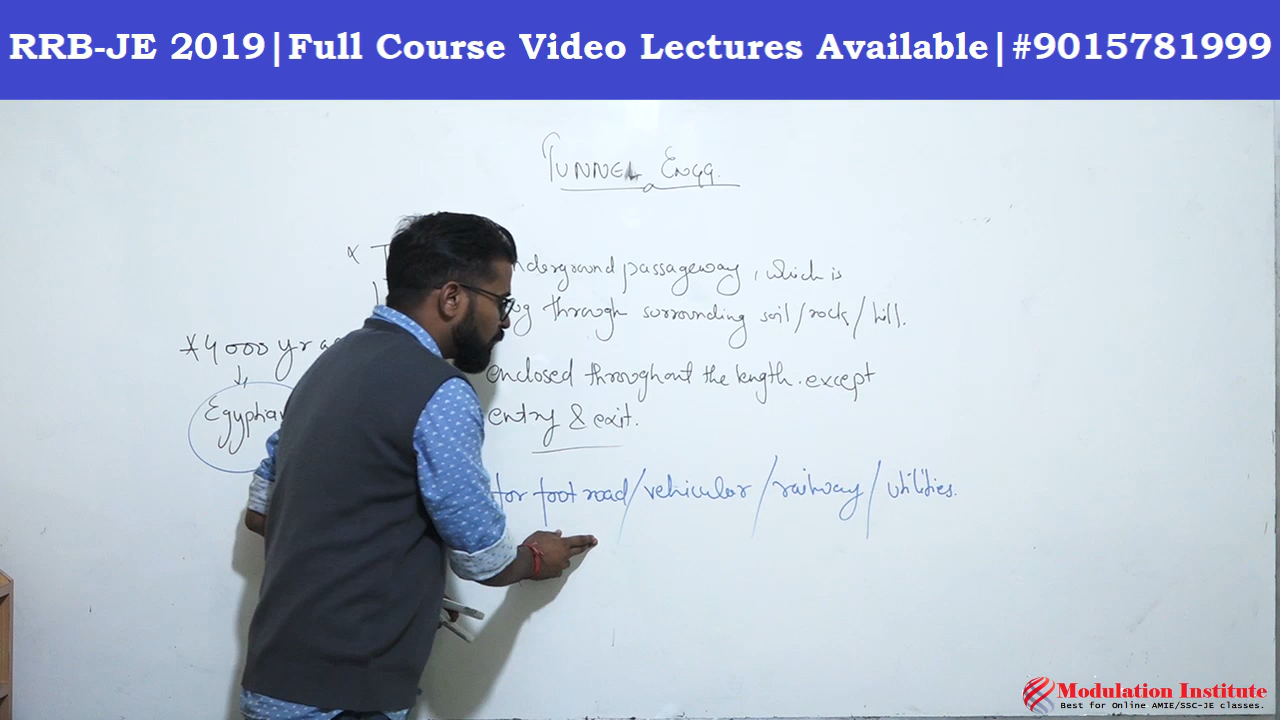 RRB-JE 2019|Full Course Video Lectures Available|#9015781999
TUNNEL ENGG.
* T nderground passageway, which is
g through surrounding soil/rock/hill.
*4000 yr a
enclosed throughout the length. except
Egyphan
entry & exit.
for foot road/vehicular/railway/utilities.
Modulation Institute
Best for Online AMIE/SSC-JE classes.